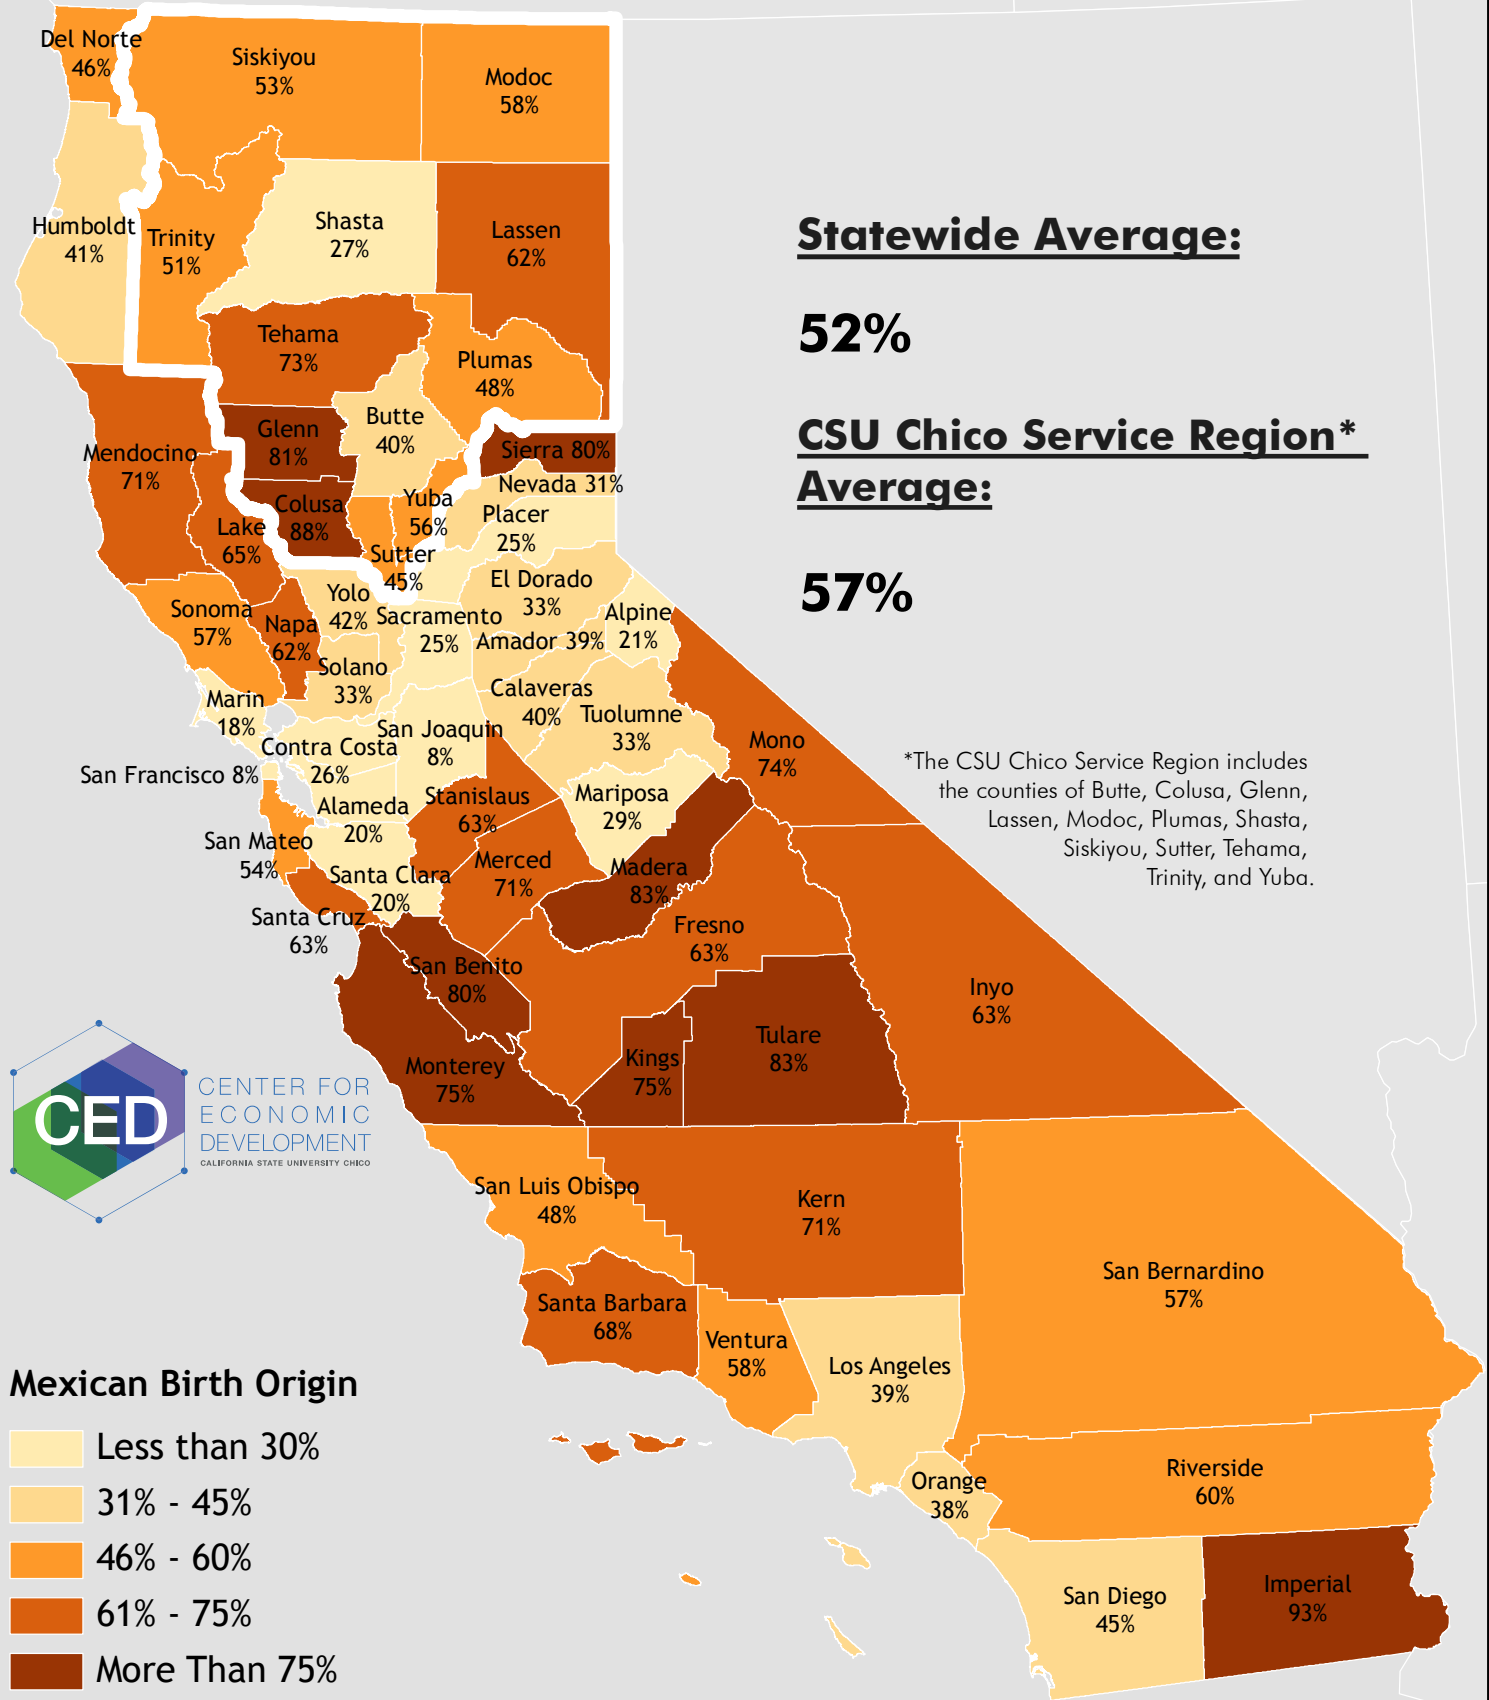 Del Norte
46%
Siskiyou
53%
Modoc
58%
Humboldt
41%
Trinity
51%
Shasta
27%
Lassen
62%
Statewide Average:
52%
Tehama
73%
Plumas
48%
CSU Chico Service Region*
Average:
57%
Mendocino
71%
Glenn
81%
Butte
40%
Sierra 80%
Nevada 31%
Colusa
88%
Yuba
56%
Placer
25%
Lake
65%
Sutter
45%
El Dorado
33%
Sonoma
57%
Napa
62%
Yolo
42%
Sacramento
25%
Amador 39%
Alpine
21%
Solano
33%
Marin
18%
Calaveras
40%
Tuolumne
33%
Contra Costa
26%
San Joaquin
8%
Mono
74%
San Francisco 8%
Alameda
20%
Stanislaus
63%
Mariposa
29%
*The CSU Chico Service Region includes
the counties of Butte, Colusa, Glenn,
Lassen, Modoc, Plumas, Shasta,
Siskiyou, Sutter, Tehama,
Trinity, and Yuba.
San Mateo
54%
Santa Clara
20%
Merced
71%
Madera
83%
Santa Cruz
63%
Fresno
63%
San Benito
80%
Inyo
63%
Monterey
75%
Kings
75%
Tulare
83%
CED
CENTER FOR
ECONOMIC
DEVELOPMENT
CALIFORNIA STATE UNIVERSITY CHICO
San Luis Obispo
48%
Kern
71%
San Bernardino
57%
Santa Barbara
68%
Ventura
58%
Los Angeles
39%
Orange
38%
Riverside
60%
San Diego
45%
Imperial
93%
Mexican Birth Origin
Less than 30%
31% - 45%
46% - 60%
61% - 75%
More Than 75%